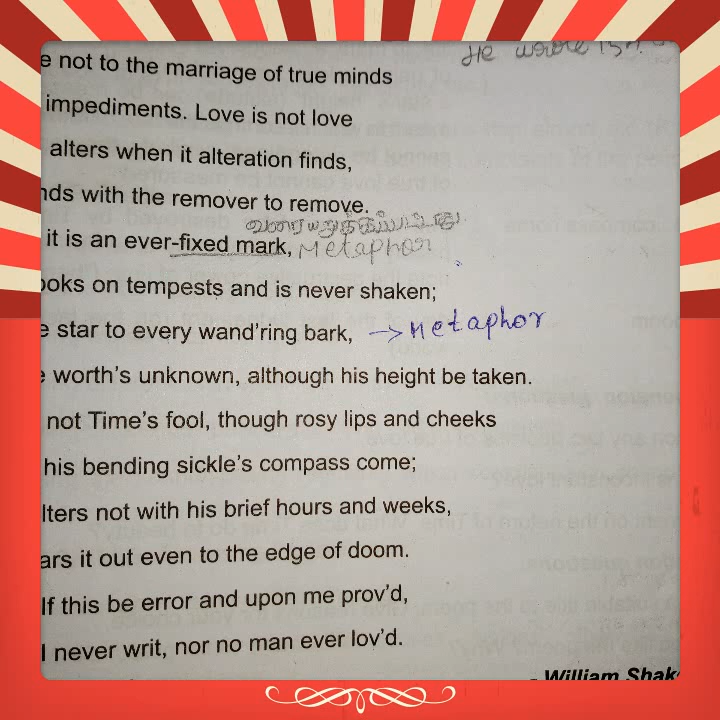 He wrote 154
e not to the marriage of true minds
impediments. Love is not love
alters when it alteration finds,
nds with the remover to remove.
it is an ever-fixed mark, Metaphor
ooks on tempests and is never shaken;
e star to every wand'ring bark, → Metaphor
e worth's unknown, although his height be taken.
not Time's fool, though rosy lips and cheeks
his bending sickle's compass come;
lters not with his brief hours and weeks,
ars it out even to the edge of doom.
If this be error and upon me prov'd,
I never writ, nor no man ever lov'd.
- William Shak